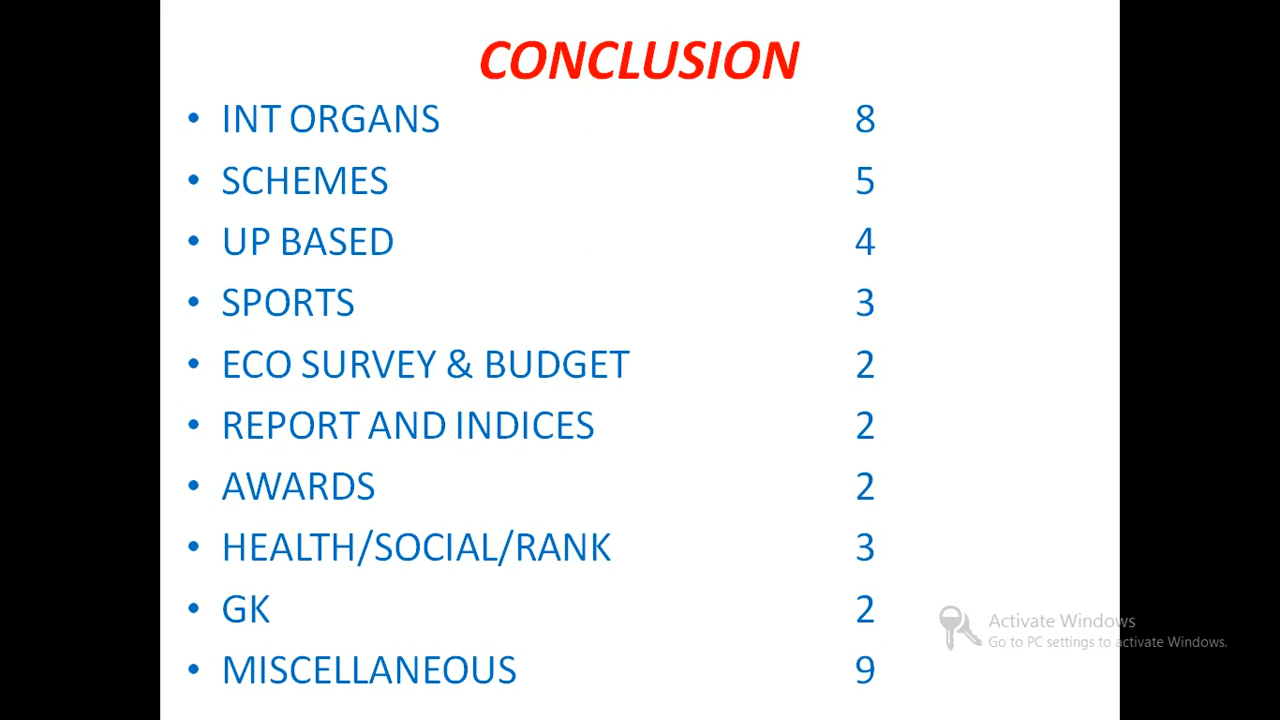 CONCLUSION
• INT ORGANS 8
• SCHEMES 5
• UP BASED 4
• SPORTS 3
• ECO SURVEY & BUDGET 2
• REPORT AND INDICES 2
• AWARDS 2
• HEALTH/SOCIAL/RANK 3
• GK 2
• MISCELLANEOUS 9
Activate Windows
Go to PC settings to activate Windows.